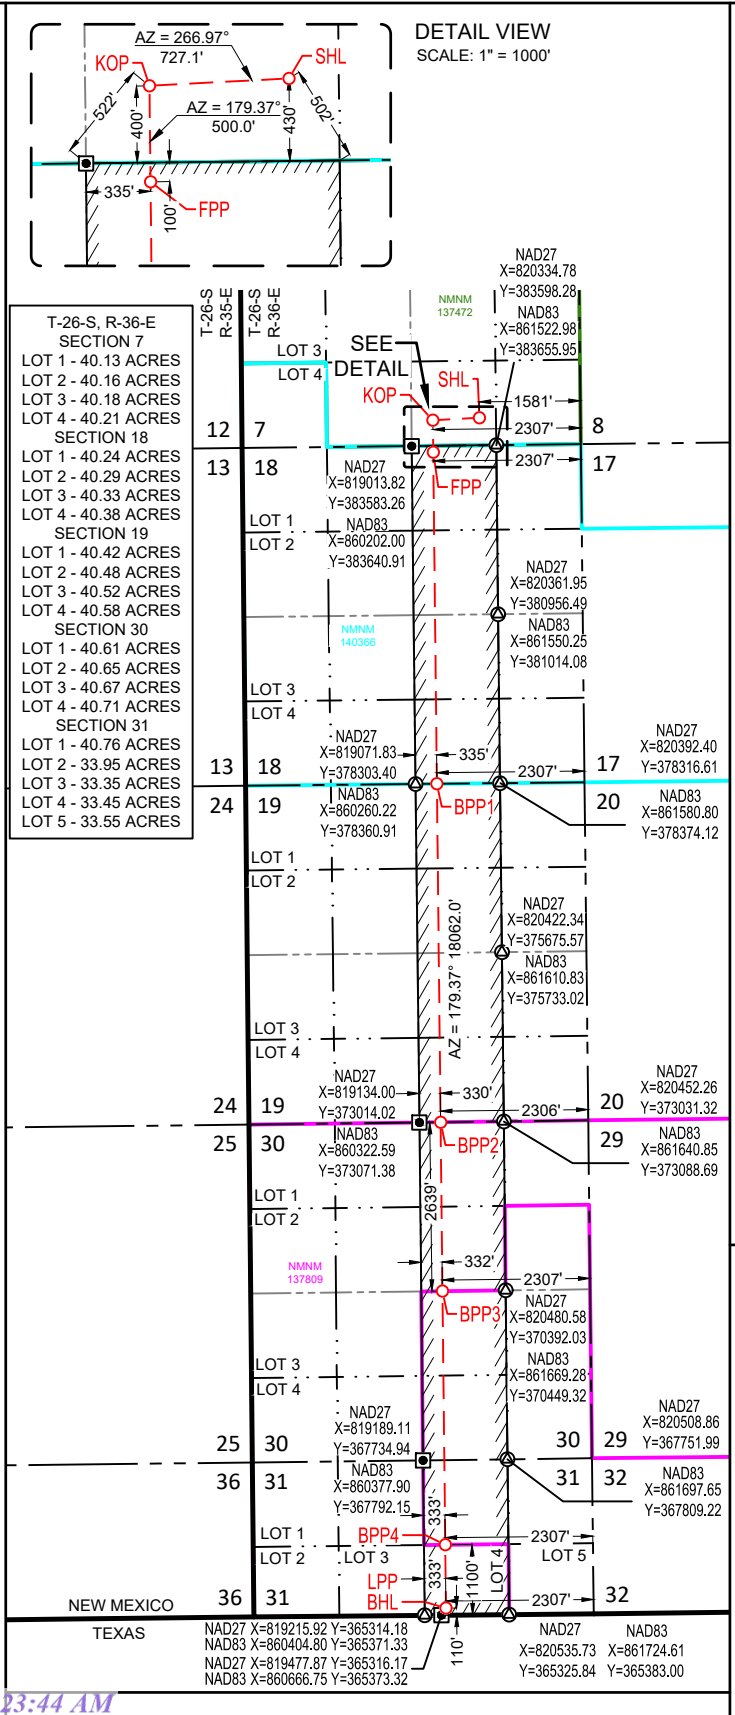 DETAIL VIEW
SCALE: 1" = 1000'
AZ = 266.97°
727.1'
KOP
SHL
522'
400'
AZ = 179.37°
500.0'
430'
502'
335'
100'
FPP
T-26-S, R-36-E
SECTION 7
LOT 1 - 40.13 ACRES
LOT 2 - 40.16 ACRES
LOT 3 - 40.18 ACRES
LOT 4 - 40.21 ACRES
SECTION 18
LOT 1 - 40.24 ACRES
LOT 2 - 40.29 ACRES
LOT 3 - 40.33 ACRES
LOT 4 - 40.38 ACRES
SECTION 19
LOT 1 - 40.42 ACRES
LOT 2 - 40.48 ACRES
LOT 3 - 40.52 ACRES
LOT 4 - 40.58 ACRES
SECTION 30
LOT 1 - 40.61 ACRES
LOT 2 - 40.65 ACRES
LOT 3 - 40.67 ACRES
LOT 4 - 40.71 ACRES
SECTION 31
LOT 1 - 40.76 ACRES
LOT 2 - 33.95 ACRES
LOT 3 - 33.35 ACRES
LOT 4 - 33.45 ACRES
LOT 5 - 33.55 ACRES
T-26-S
R-35-E
T-26-S
R-36-E
NMNM
137472
NAD27
X=820334.78
Y=383598.28
NAD83
X=861522.98
Y=383655.95
LOT 3
LOT 4
SEE
DETAIL
KOP
SHL
1581'
2307'
12 7
8
13 18
17
2307'
FPP
NAD27
X=819013.82
Y=383583.26
NAD83
X=860202.00
Y=383640.91
LOT 1
LOT 2
NAD27
X=820361.95
Y=380956.49
NAD83
X=861550.25
Y=381014.08
NMNM
140366
LOT 3
LOT 4
NAD27
X=819071.83
Y=378303.40
NAD83
X=860260.22
Y=378360.91
335'
2307'
BPP1
13 18
17
24 19
20
NAD27
X=820392.40
Y=378316.61
NAD83
X=861580.80
Y=378374.12
LOT 1
LOT 2
AZ = 179.37° 18062.0'
NAD27
X=820422.34
Y=375675.57
NAD83
X=861610.83
Y=375733.02
LOT 3
LOT 4
NAD27
X=819134.00
Y=373014.02
NAD83
X=860322.59
Y=373071.38
330'
2306'
BPP2
24 19
20
25 30
29
NAD27
X=820452.26
Y=373031.32
NAD83
X=861640.85
Y=373088.69
2639'
LOT 1
LOT 2
NMNM
137809
332'
2307'
BPP3
NAD27
X=820480.58
Y=370392.03
NAD83
X=861669.28
Y=370449.32
LOT 3
LOT 4
NAD27
X=819189.11
Y=367734.94
NAD83
X=860377.90
Y=367792.15
25 30
30 29
36 31
31 32
NAD27
X=820508.86
Y=367751.99
NAD83
X=861697.65
Y=367809.22
333'
LOT 1
LOT 2
LOT 3
BPP4
2307'
LOT 5
LOT 4
LPP
333'
1100'
BHL
2307'
36 31
32
NEW MEXICO
TEXAS
110'
NAD27 X=819215.92 Y=365314.18
NAD83 X=860404.80 Y=365371.33
NAD27 X=819477.87 Y=365316.17
NAD83 X=860666.75 Y=365373.32
NAD27
X=820535.73
Y=365325.84
NAD83
X=861724.61
Y=365383.00
23:44 AM